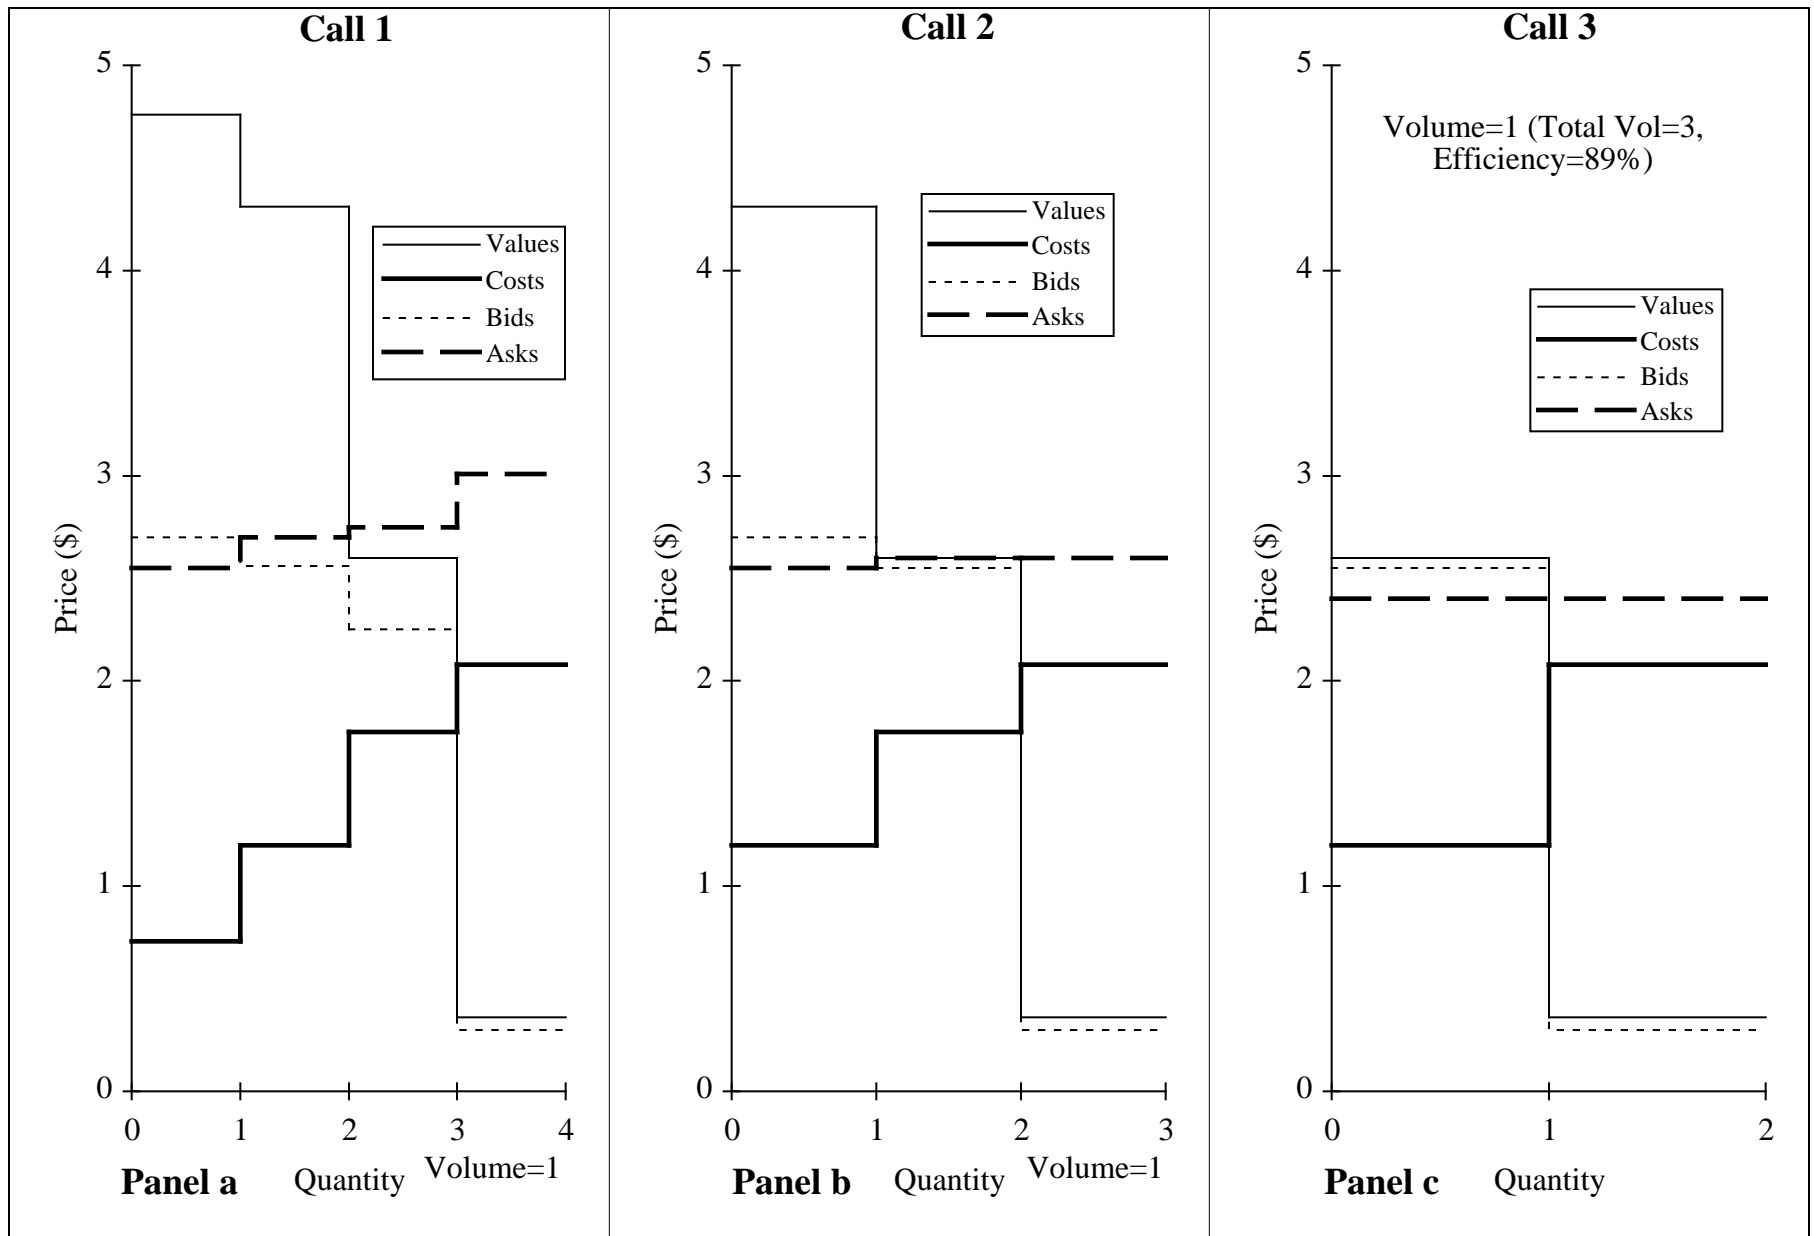 Call 1
5
4
3
2
1
0
Price ($)
Values
Costs
Bids
Asks
0 1 2 3 4
Panel a Quantity Volume=1
Call 2
5
4
3
2
1
0
Price ($)
Values
Costs
Bids
Asks
0 1 2 3
Panel b Quantity Volume=1
Call 3
Volume=1 (Total Vol=3,
Efficiency=89%)
5
4
3
2
1
0
Price ($)
Values
Costs
Bids
Asks
0 1 2
Panel c Quantity